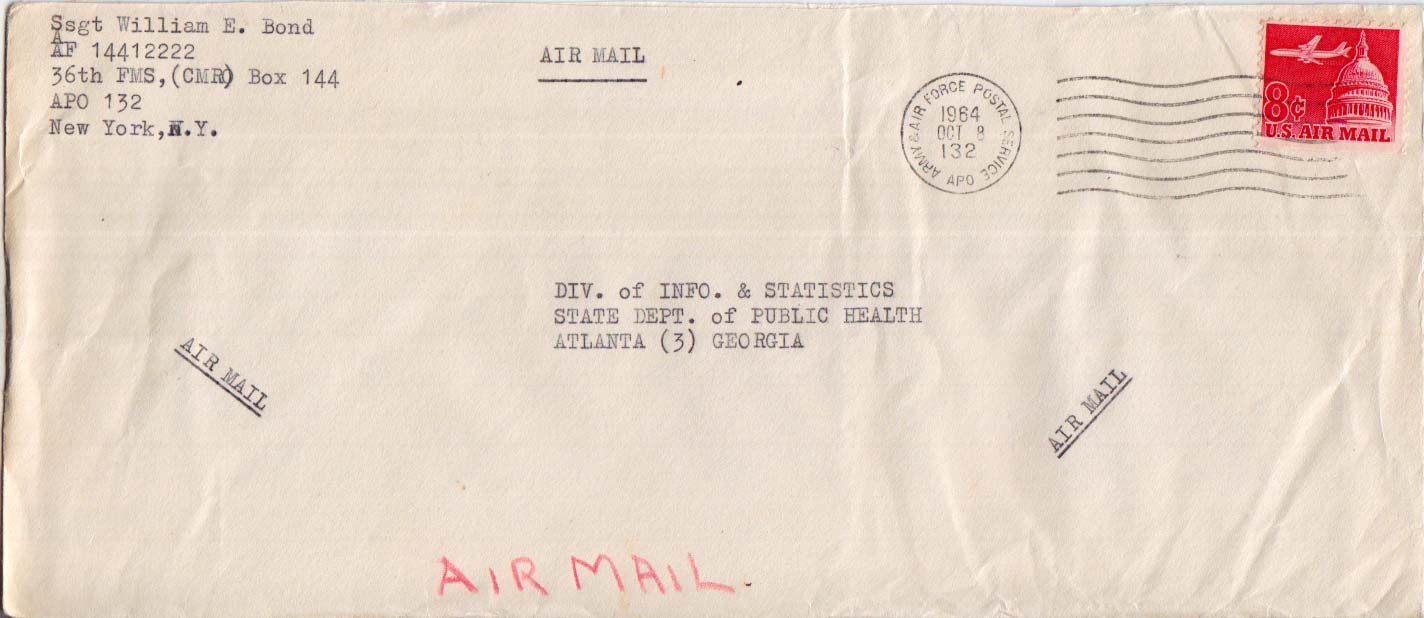 Ssgt William E. Bond
AF 14412222
36th FMS,(CMR) Box 144
APO 132
New York,N.Y.
AIR MAIL
ARMY & AIR FORCE POSTAL SERVICE
1964
OCT 8
132
APO
8¢
U.S. AIR MAIL
DIV. of INFO. & STATISTICS
STATE DEPT. of PUBLIC HEALTH
ATLANTA (3) GEORGIA
AIR MAIL
AIR MAIL
AIR MAIL